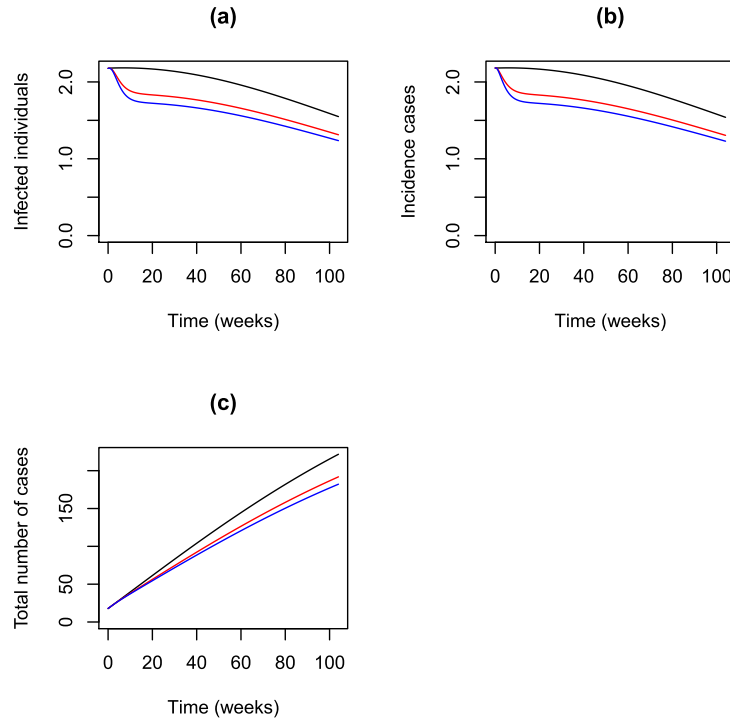 (a)
Infected individuals
0.0 1.0 2.0
0 20 40 60 80 100
Time (weeks)
(b)
Incidence cases
0.0 1.0 2.0
0 20 40 60 80 100
Time (weeks)
(c)
Total number of cases
0 50 150
0 20 40 60 80 100
Time (weeks)